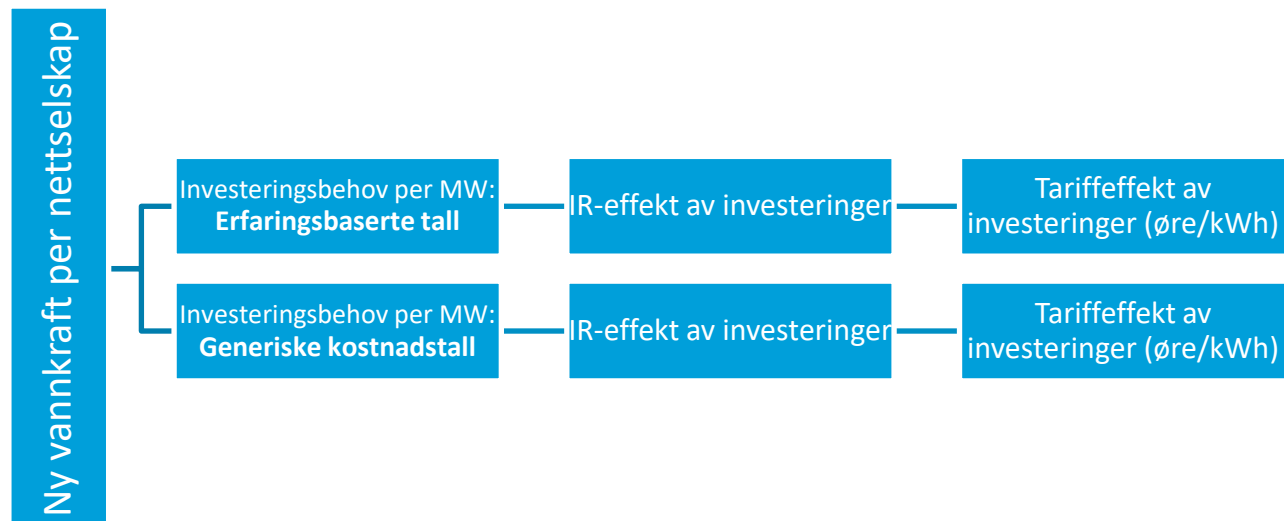 Ny vannkraft per nettselskap
Investeringsbehov per MW:
Erfaringsbaserte tall
IR-effekt av investeringer
Tariffeffekt av
investeringer (øre/kWh)
Investeringsbehov per MW:
Generiske kostnadstall
IR-effekt av investeringer
Tariffeffekt av
investeringer (øre/kWh)